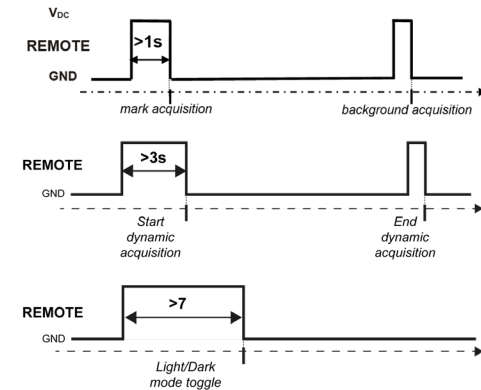 VDC
REMOTE
>1s
GND
mark acquisition
background acquisition
REMOTE
>3s
GND
Start
dynamic
acquisition
End
dynamic
acquisition
REMOTE
>7
GND
Light/Dark
mode toggle